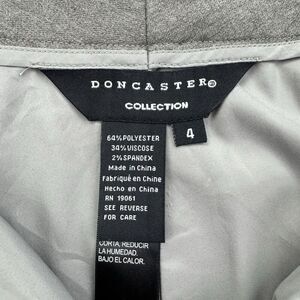 DONCASTER®
COLLECTION
4
64%POLYESTER
34%VISCOSE
2%SPANDEX
Made in China
Fabriqué en Chine
Hecho en China
RN 19061
SEE REVERSE
FOR CARE
CORTA. REDUCIR
LA HUMEDAD.
BAJO EL CALOR.